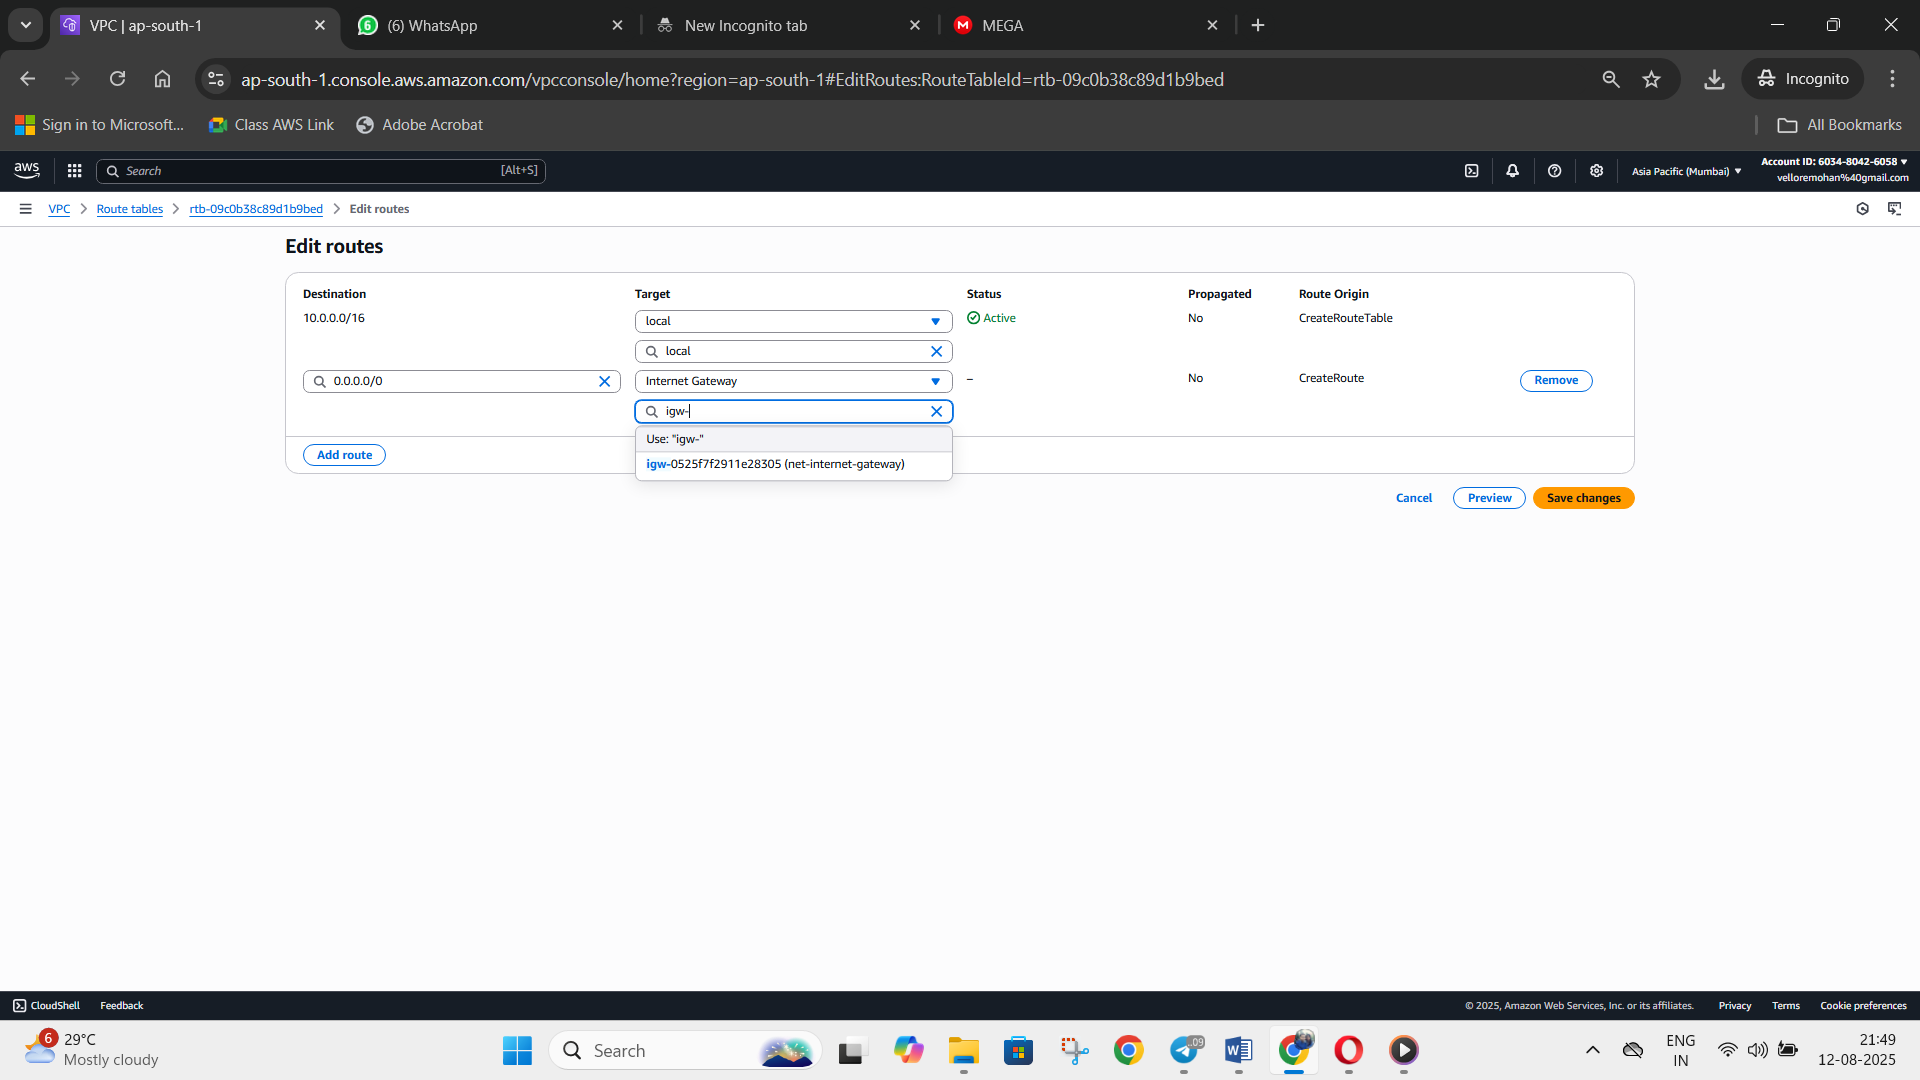 VPC | ap-south-1
(6) WhatsApp
New Incognito tab
MEGA
ap-south-1.console.aws.amazon.com/vpcconsole/home?region=ap-south-1#EditRoutes:RouteTableId=rtb-09c0b38c89d1b9bed
Incognito
Sign in to Microsoft...
Class AWS Link
Adobe Acrobat
All Bookmarks
aws
Search
[Alt+S]
Asia Pacific (Mumbai)
Account ID: 6034-8042-6058
velloremohan%40gmail.com
VPC
Route tables
rtb-09c0b38c89d1b9bed
Edit routes
Edit routes
Destination
Target
Status
Propagated
Route Origin
10.0.0.0/16
local
Active
No
CreateRouteTable
local
0.0.0.0/0
Internet Gateway
–
No
CreateRoute
Remove
igw-
Use: "igw-"
igw-0525f7f2911e28305 (net-internet-gateway)
Add route
Cancel
Preview
Save changes
CloudShell
Feedback
© 2025, Amazon Web Services, Inc. or its affiliates.
Privacy
Terms
Cookie preferences
6
29°C
Mostly cloudy
Search
.09
ENG
IN
21:49
12-08-2025